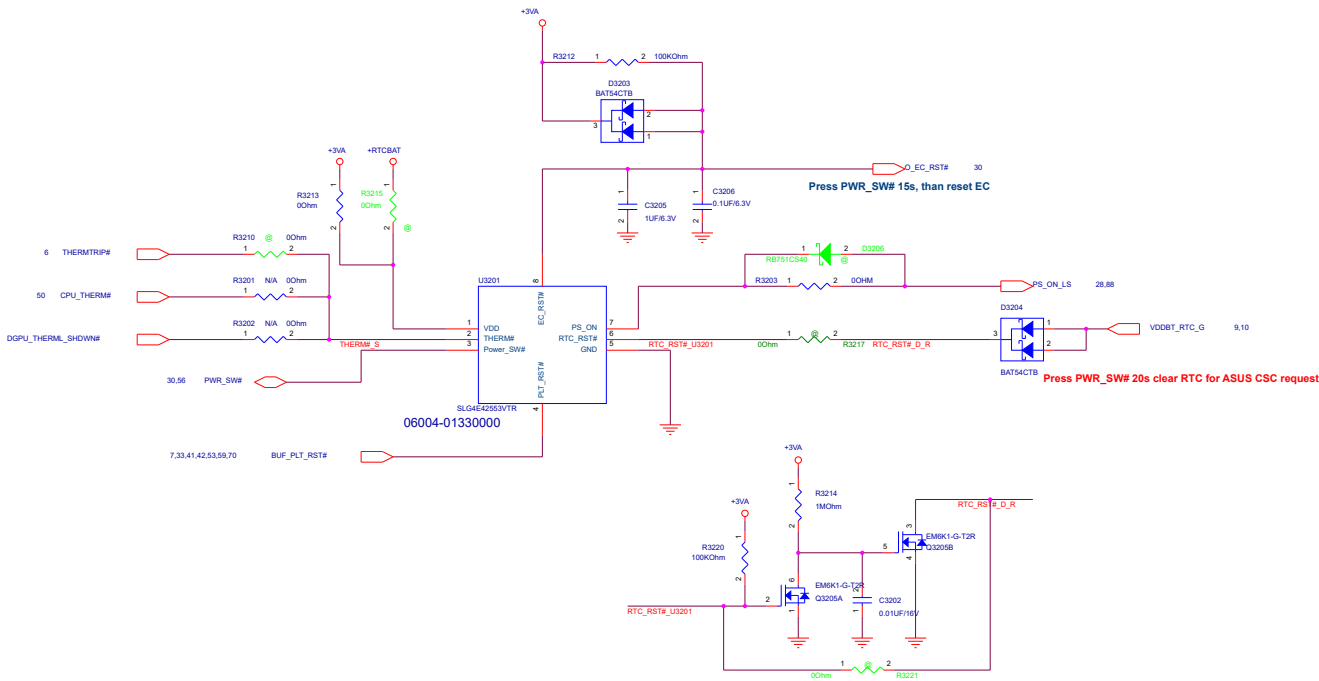 +3VA
R3212 1 2 100KOhm
D3203
BAT54CTB
3 2
1
+3VA +RTCBAT
O_EC_RST# 30
Press PWR_SW# 15s, than reset EC
1 1
R3213
0Ohm
R3215
0Ohm
2 2
@
1 C3205
2 1UF/6.3V
1 C3206
2 0.1UF/6.3V
R3210 @ 0Ohm
6 THERMTRIP# 1 2
R3201 N/A 0Ohm
50 CPU_THERM# 1 2
R3202 N/A 0Ohm
DGPU_THERML_SHDWN# 1 2
THERM#_S
30,56 PWR_SW#
U3201
8
EC_RST#
1 VDD
2 THERM#
3 Power_SW#
PS_ON 7
RTC_RST# 6
GND 5
PLT_RST#
4
SLG4E42553VTR
06004-01330000
7,33,41,42,53,59,70 BUF_PLT_RST#
1 2 D3206
RB751CS40 @
R3203 1 2 0OHM
PS_ON_LS 28,88
RTC_RST#_U3201
1 @ 2
0Ohm R3217
RTC_RST#_D_R
D3204
3 1
2
BAT54CTB
VDDBT_RTC_G 9,10
Press PWR_SW# 20s clear RTC for ASUS CSC request
+3VA
1
R3214
1MOhm
2
+3VA
1
R3220
100KOhm
2
RTC_RST#_D_R
3
5
EM6K1-G-T2R
Q3205B
4
6
2
EM6K1-G-T2R
Q3205A
1
2 C3202
1 0.01UF/16V
RTC_RST#_U3201
1 @ 2
0Ohm R3221